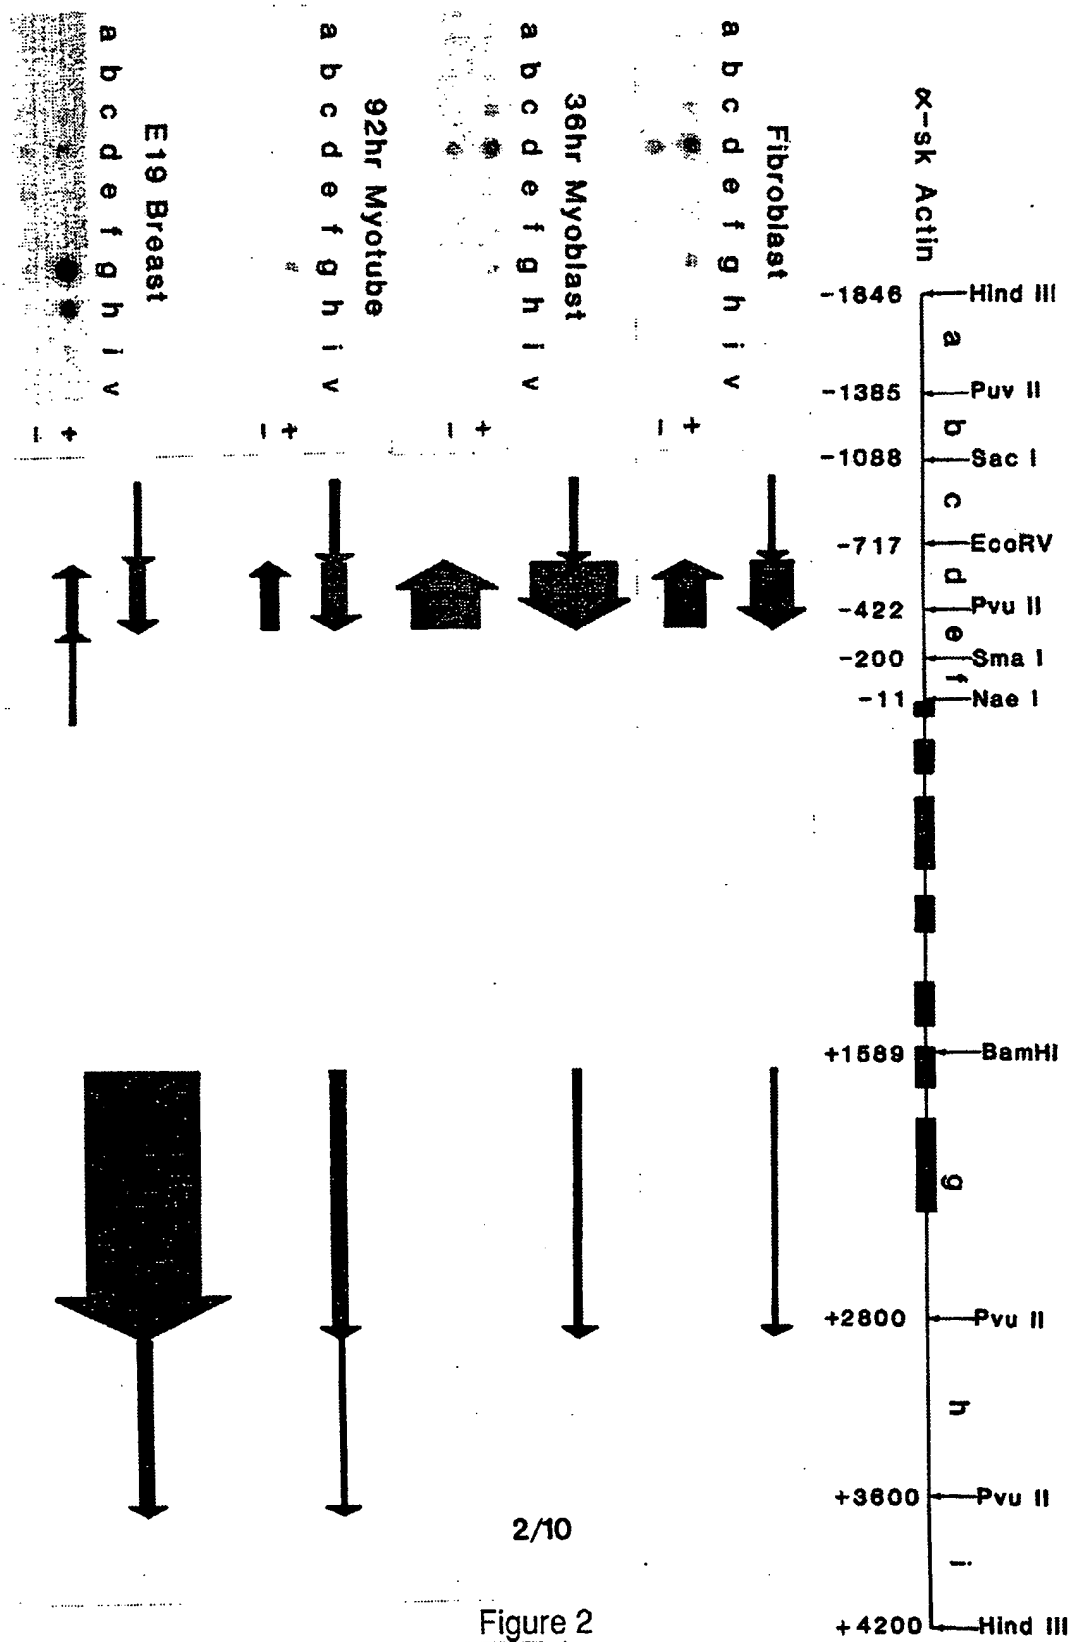 α-sk Actin
-1846 Hind III
a
-1385 Puv II
b
-1088 Sac I
c
-717 EcoRV
d
-422 Pvu II
e
-200 Sma I
f
-11 Nae I
+1589 BamHI
g
+2800 Pvu II
h
+3600 Pvu II
i
+4200 Hind III
Fibroblast
a b c d e f g h i v
+
-
36hr Myoblast
a b c d e f g h i v
+
-
92hr Myotube
a b c d e f g h i v
+
-
E19 Breast
a b c d e f g h i v
+
-
2/10
Figure 2